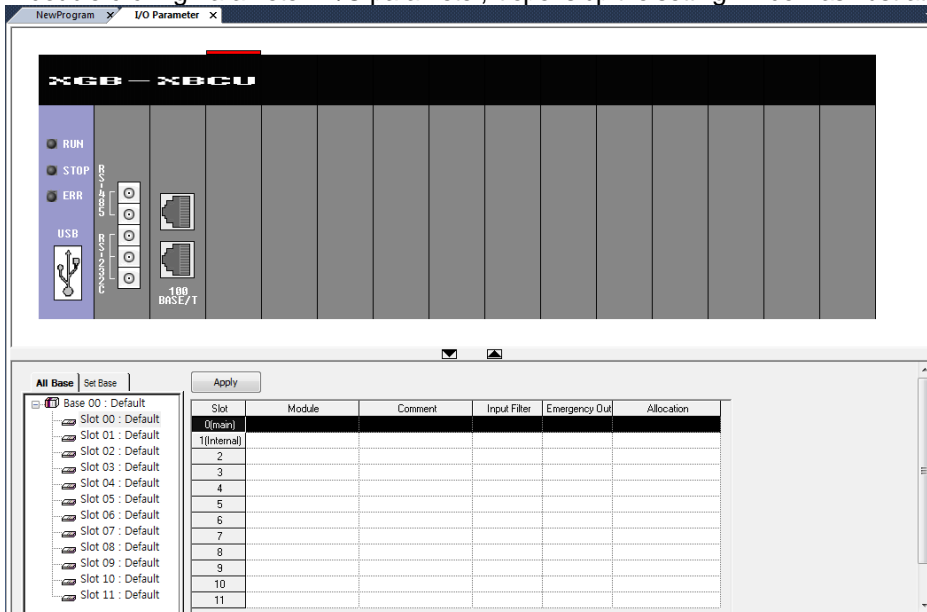 NewProgram I/O Parameter
XGB - XBCU
RUN
STOP
ERR
USB
RS-485
RS-232C
100
BASE/T
All Base Set Base Apply
Base 00 : Default
Slot 00 : Default
Slot 01 : Default
Slot 02 : Default
Slot 03 : Default
Slot 04 : Default
Slot 05 : Default
Slot 06 : Default
Slot 07 : Default
Slot 08 : Default
Slot 09 : Default
Slot 10 : Default
Slot 11 : Default
Slot Module Comment Input Filter Emergency Out Allocation
0(main)
1(Internal)
2
3
4
5
6
7
8
9
10
11